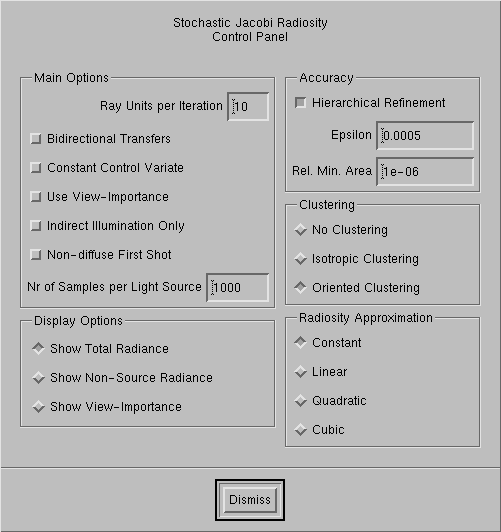 Stochastic Jacobi Radiosity
Control Panel
Main Options
Ray Units per Iteration 10
Bidirectional Transfers
Constant Control Variate
Use View-Importance
Indirect Illumination Only
Non-diffuse First Shot
Nr of Samples per Light Source 1000
Display Options
Show Total Radiance
Show Non-Source Radiance
Show View-Importance
Accuracy
Hierarchical Refinement
Epsilon 0.0005
Rel. Min. Area 1e-06
Clustering
No Clustering
Isotropic Clustering
Oriented Clustering
Radiosity Approximation
Constant
Linear
Quadratic
Cubic
Dismiss